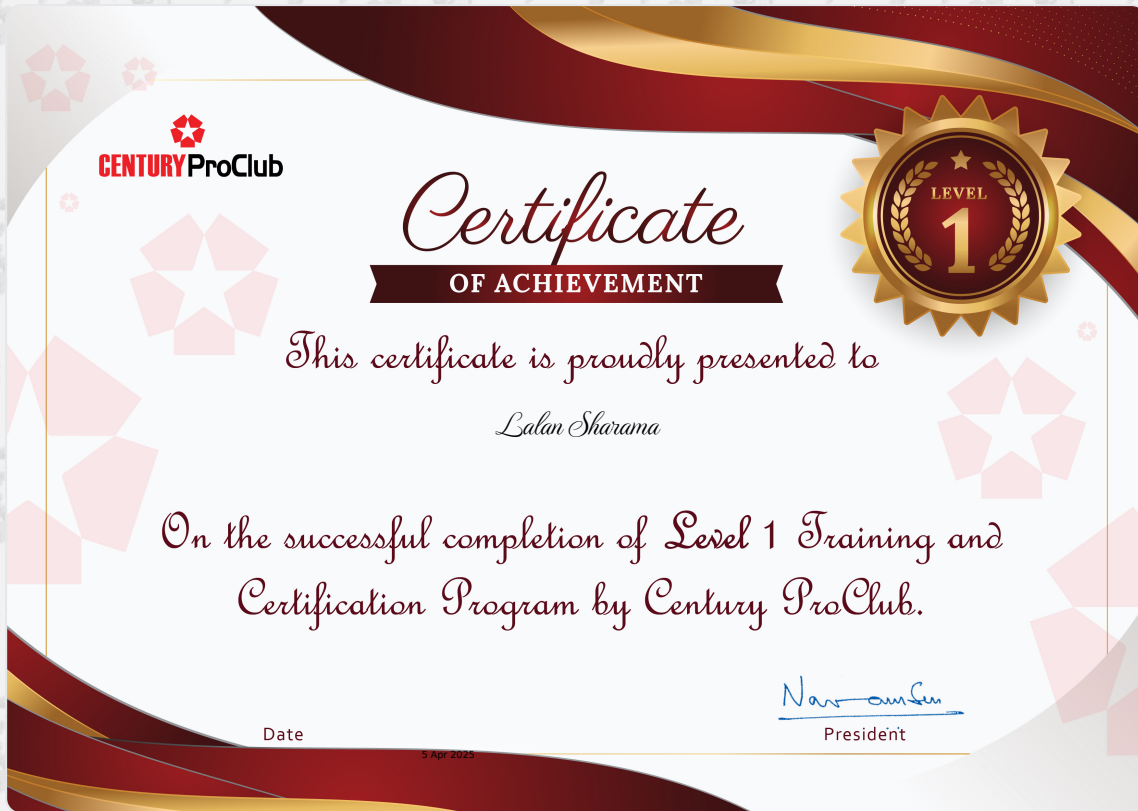 CENTURY ProClub
LEVEL
1
Certificate
OF ACHIEVEMENT
This certificate is proudly presented to
Lalan Sharama
On the successful completion of Level 1 Training and
Certification Program by Century ProClub.
Date
President
5 Apr 2025